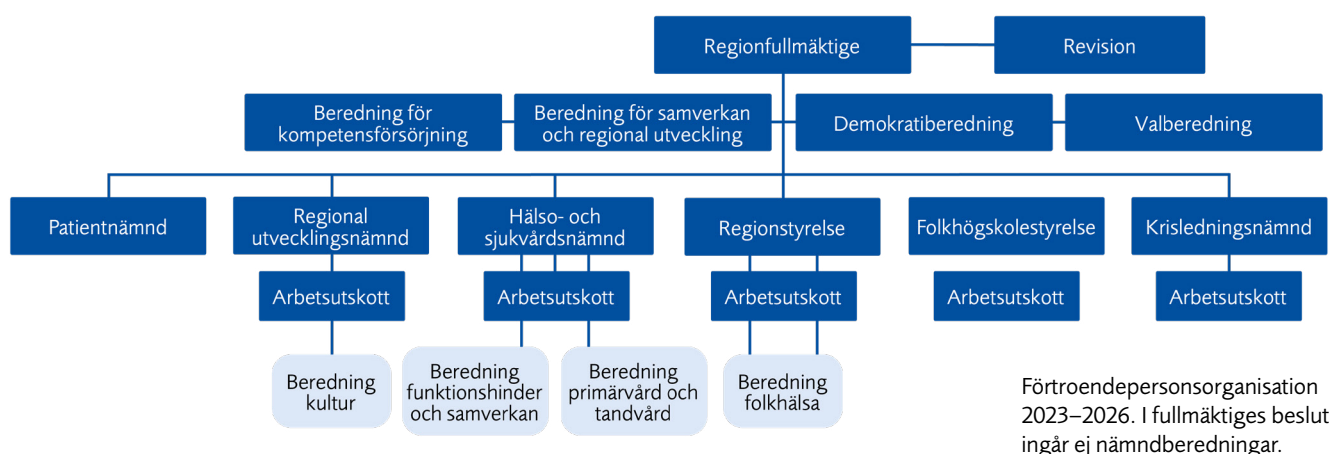 Regionfullmäktige
Revision
Beredning för
kompetensförsörjning
Beredning för samverkan
och regional utveckling
Demokratiberedning
Valberedning
Patientnämnd
Regional
utvecklingsnämnd
Hälso- och
sjukvårdsnämnd
Regionstyrelse
Folkhögskolestyrelse
Krisledningsnämnd
Arbetsutskott
Arbetsutskott
Arbetsutskott
Arbetsutskott
Arbetsutskott
Beredning
kultur
Beredning
funktionshinder
och samverkan
Beredning
primärvård och
tandvård
Beredning
folkhälsa
Förtroendepersonsorganisation
2023–2026. I fullmäktiges beslut
ingår ej nämndberedningar.